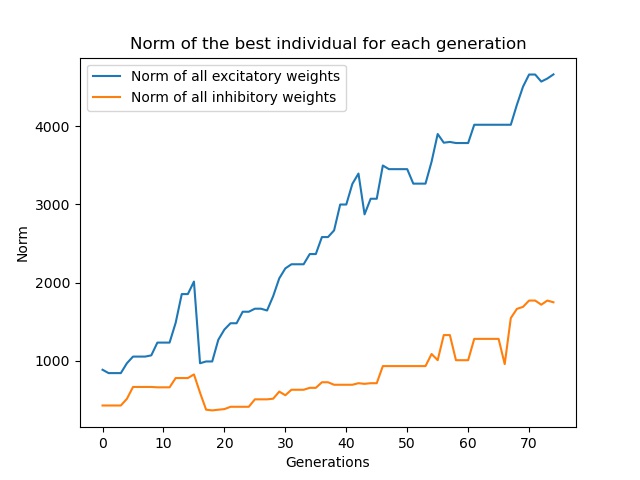 Norm of the best individual for each generation
Norm of all excitatory weights
Norm of all inhibitory weights
Norm
4000
3000
2000
1000
0 10 20 30 40 50 60 70
Generations